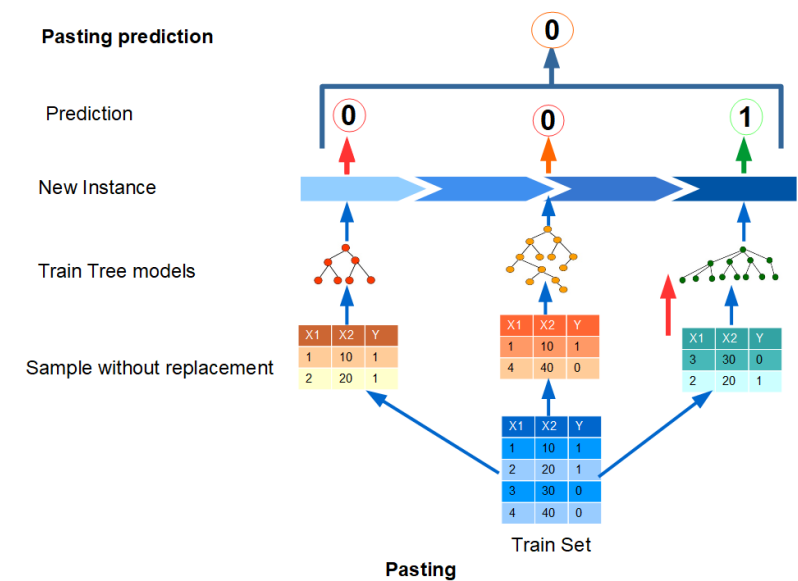 Pasting prediction
0
Prediction
0
0
1
New Instance
Train Tree models
Sample without replacement
X1 X2 Y
1 10 1
2 20 1
X1 X2 Y
1 10 1
4 40 0
X1 X2 Y
3 30 0
2 20 1
X1 X2 Y
1 10 1
2 20 1
3 30 0
4 40 0
Train Set
Pasting